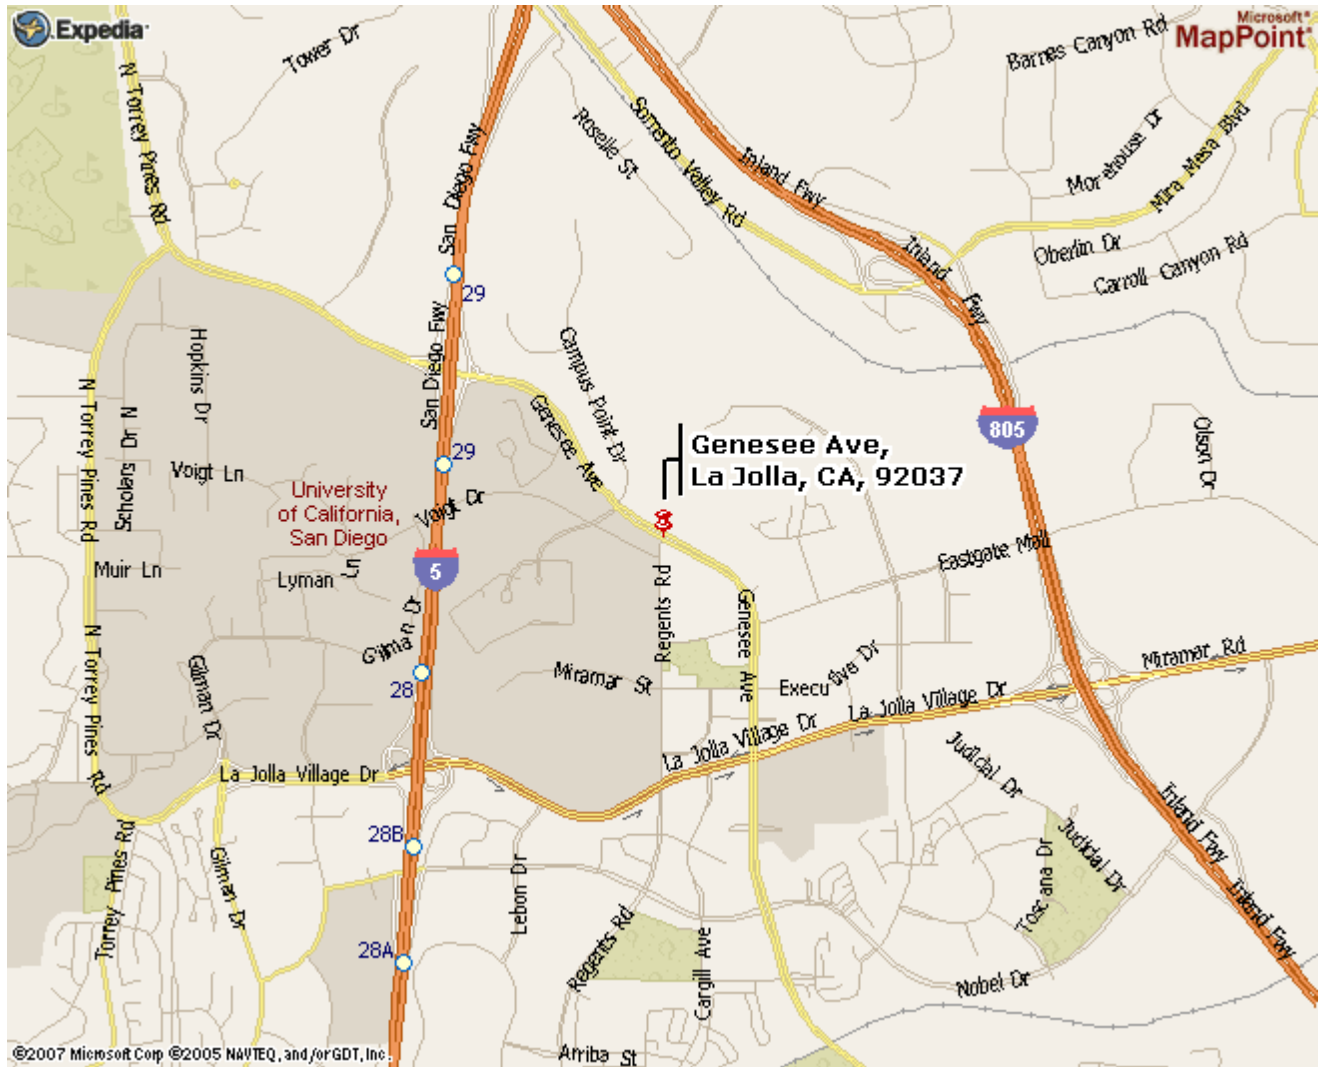 Expedia
Microsoft®
MapPoint®
Tower Dr
Barnes Canyon Rd
N Torrey Pines Rd
Roselle St
Sorrento Valley Rd
San Diego Fwy
Inland Fwy
Morehouse Dr
Mira Mesa Blvd
Oberlin Dr
Inland Fwy
Carroll Canyon Rd
29
San Diego Fwy
Hopkins Dr
Campus Point Dr
N Torrey Pines Rd
Scholars Dr N
Genesee Ave
805
Olson Dr
Genesee Ave,
La Jolla, CA, 92037
29
Voigt Ln
University
of California,
San Diego
Voigt Dr
Eastgate Mall
Muir Ln
Lyman Ln
5
Regents Rd
Genesee Ave
Gilman Dr
N Torrey Pines Rd
Gilman Dr
Miramar St
Executive Dr
Miramar Rd
28
La Jolla Village Dr
La Jolla Village Dr
La Jolla Village Dr
Judicial Dr
Inland Fwy
28B
Torrey Pines Rd
Gilman Dr
Lebon Dr
Judicial Dr
Toscana Dr
Inland Fwy
28A
Regents Rd
Cargill Ave
Nobel Dr
Arriba St
©2007 Microsoft Corp ©2005 NAVTEQ, and/or GDT, Inc.